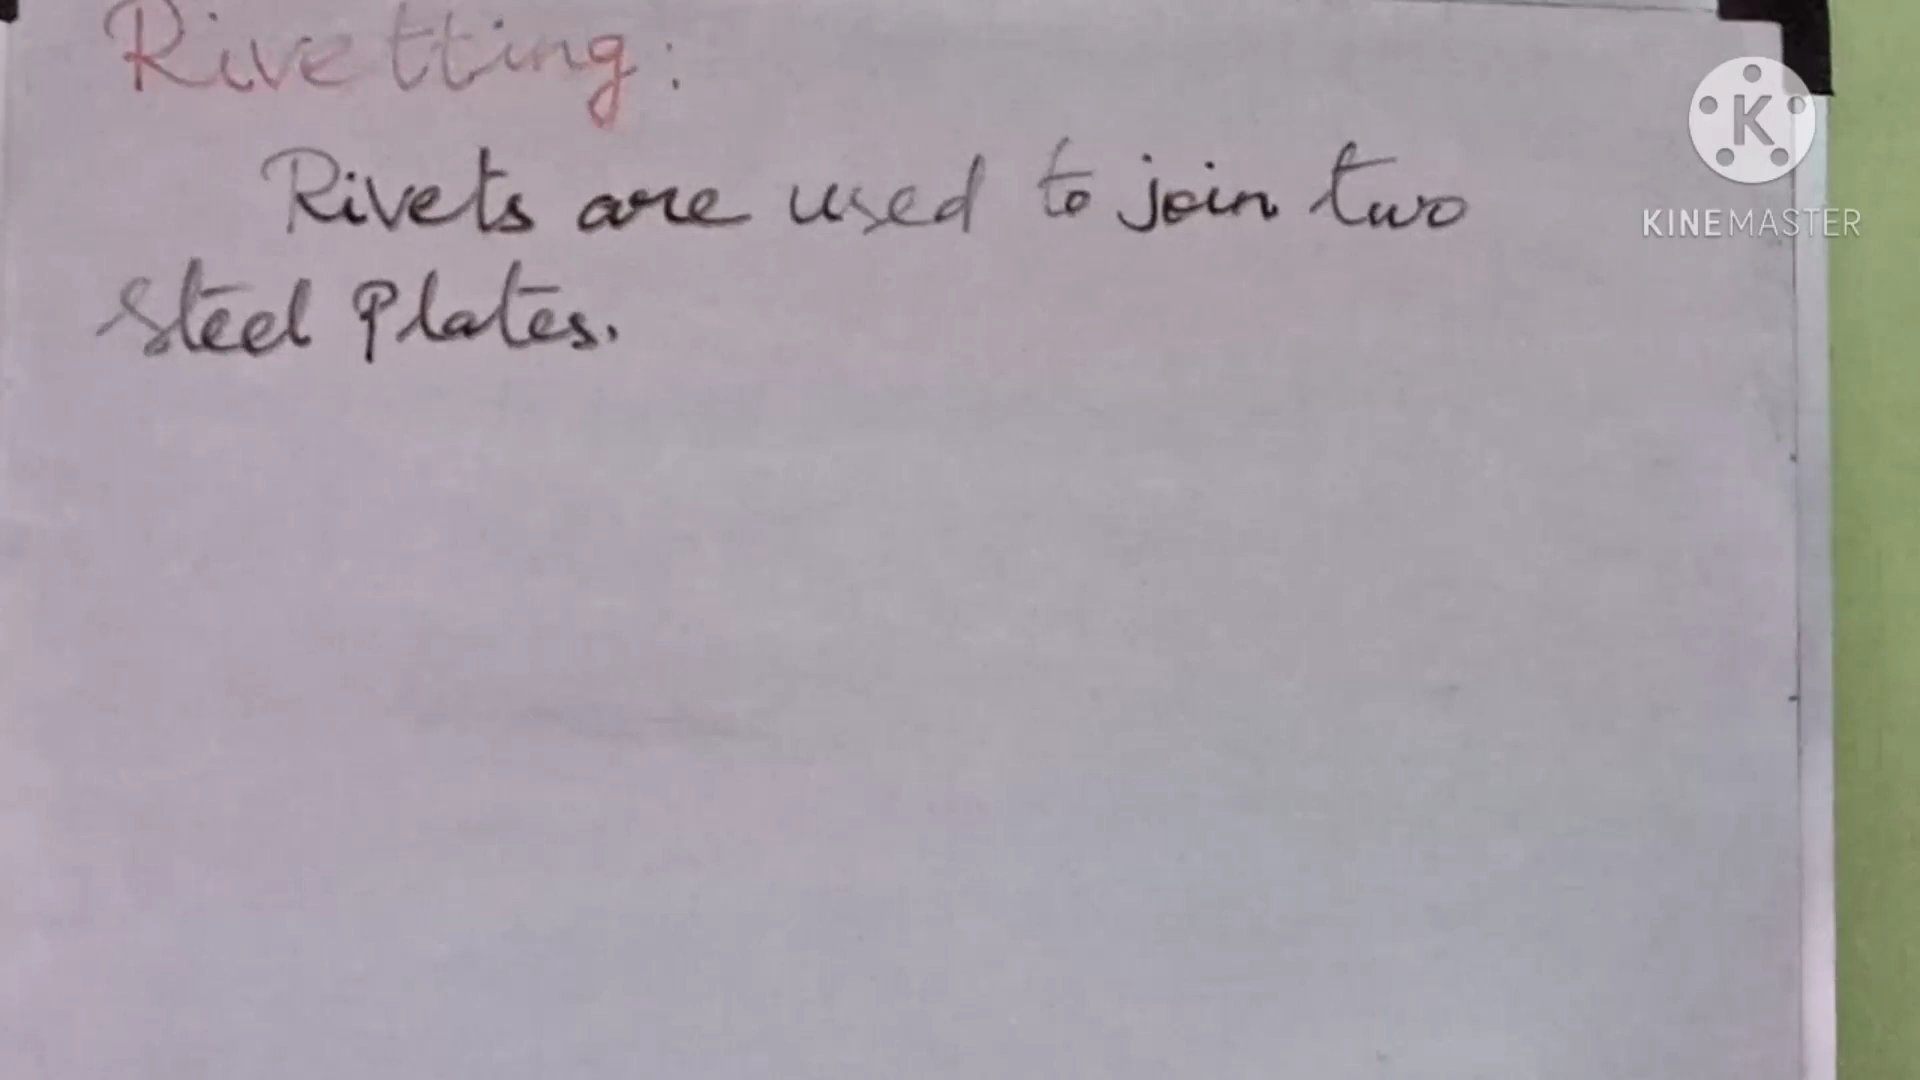 Rivetting:
Rivets are used to join two
Steel Plates.
K
KINEMASTER